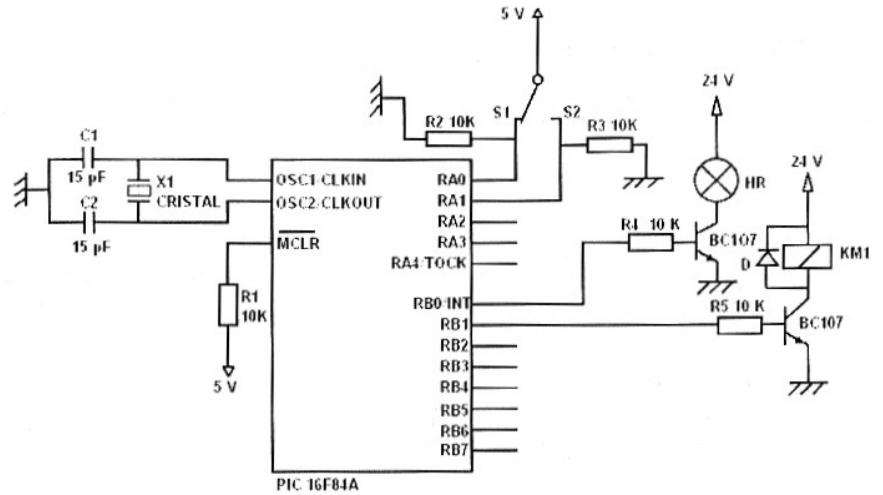 5 V
24 V
S1
S2
R2 10K
R3 10K
C1
15 pF
X1
CRISTAL
C2
15 pF
OSC1/CLKIN
OSC2/CLKOUT
MCLR
R1
10K
5 V
RA0
RA1
RA2
RA3
RA4/TOCK
RB0/INT
RB1
RB2
RB3
RB4
RB5
RB6
RB7
PIC 16F84A
HR
24 V
R4 10 K
BC107
D
KM1
R5 10 K
BC107